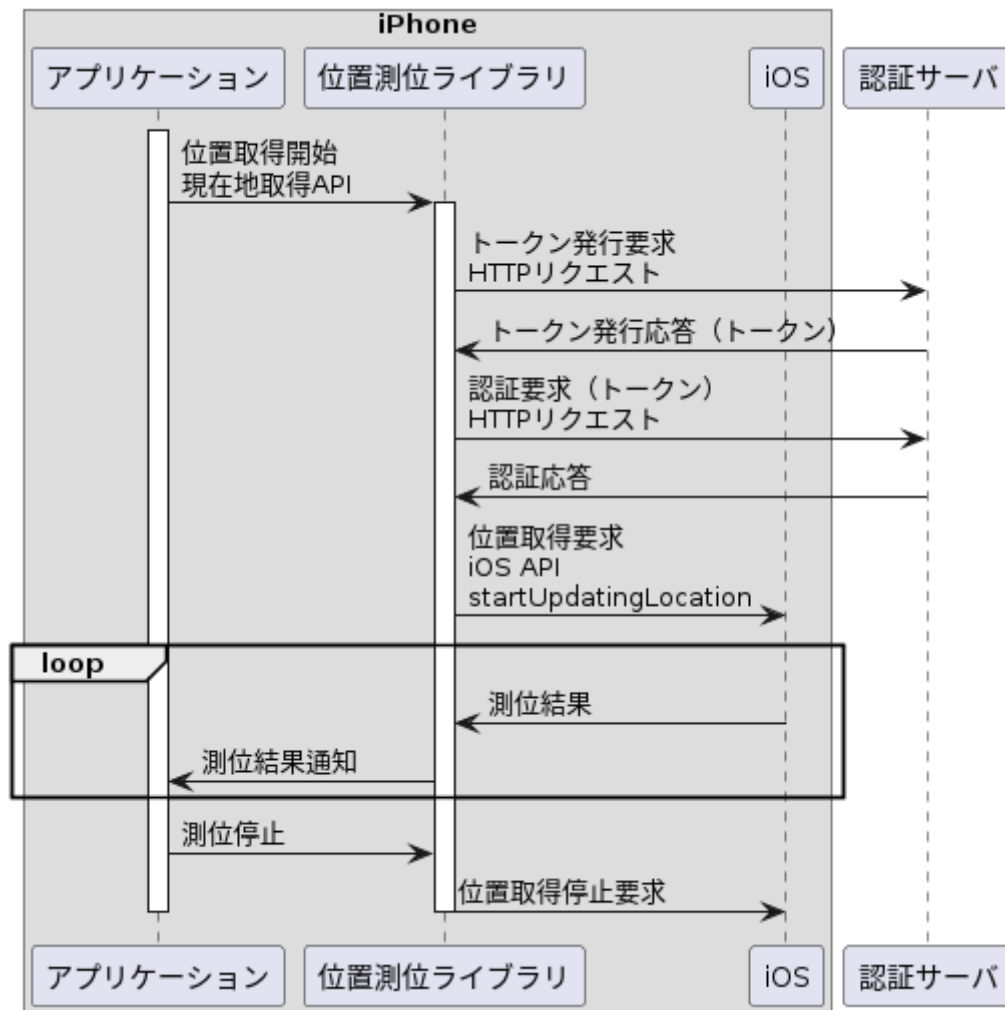 iPhone
アプリケーション
位置測位ライブラリ
iOS
認証サーバ
位置取得開始
現在地取得API
トークン発行要求
HTTPリクエスト
トークン発行応答（トークン）
認証要求（トークン）
HTTPリクエスト
認証応答
位置取得要求
iOS API
startUpdatingLocation
loop
測位結果
測位結果通知
測位停止
位置取得停止要求
アプリケーション
位置測位ライブラリ
iOS
認証サーバ